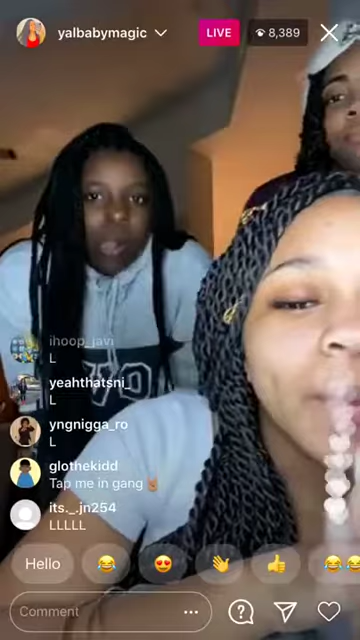 yalbabymagic
LIVE
8,389
ihoop_javi
L
yeahthatsni_
L
yngnigga_ro
L
glothekidd
Tap me in gang
its._.jn254
LLLLL
Hello
Comment